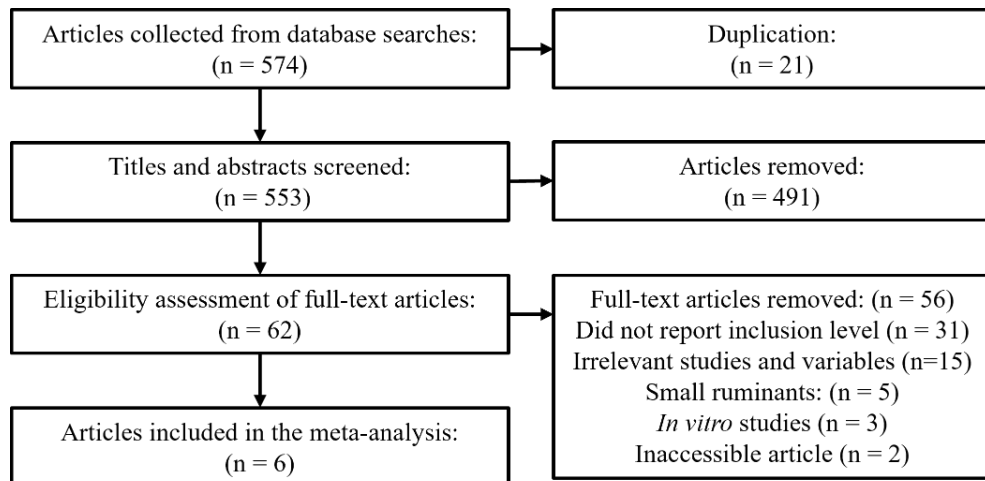 Articles collected from database searches:
(n = 574)
Duplication:
(n = 21)
Titles and abstracts screened:
(n = 553)
Articles removed:
(n = 491)
Eligibility assessment of full-text articles:
(n = 62)
Full-text articles removed: (n = 56)
Did not report inclusion level (n = 31)
Irrelevant studies and variables (n=15)
Small ruminants: (n = 5)
In vitro studies (n = 3)
Inaccessible article (n = 2)
Articles included in the meta-analysis:
(n = 6)